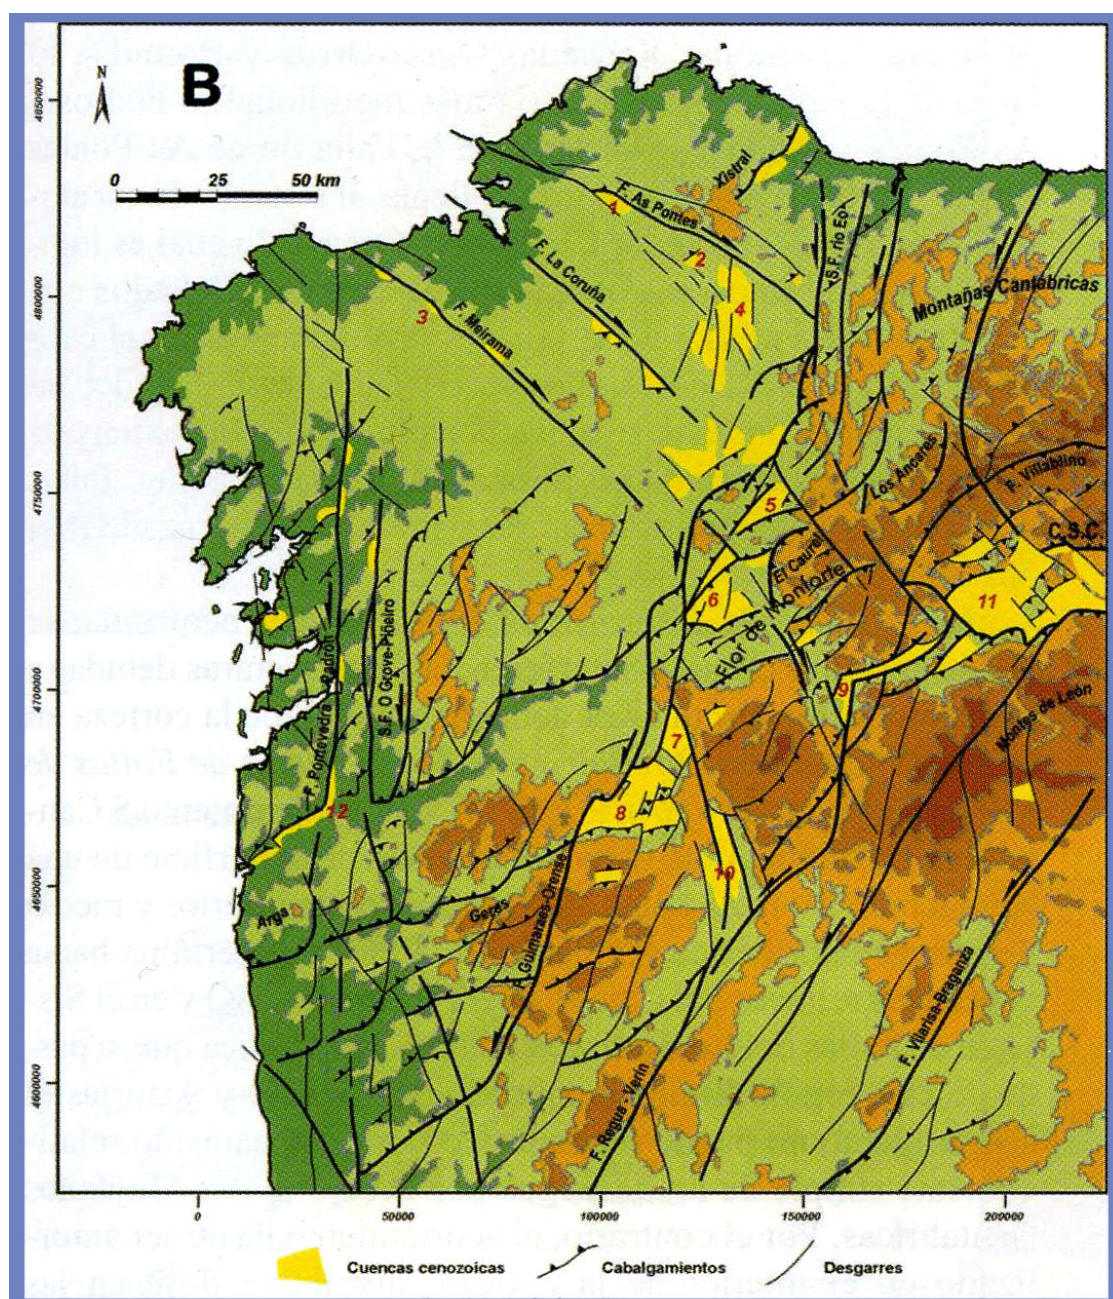 B
N
0 25 50 km
4850000
4800000
4750000
4700000
4650000
4600000
Xistral
F. As Pontes
1
2
S.F. río Eo
F. La Coruña
Montañas Cantábricas
3
F. Meirama
4
Los Ancares
F. Villablino
5
C.S.C.
El Caurel
Flor de Monforte
6
11
S.F. O Grove-Piñeiro
F. Pontevedra-Padrón
9
Montes de León
7
8
12
10
Arga
Gerês
F. Guimaraes-Orense
F. Vilarisa-Braganza
F. Regua - Verin
0 50000 100000 150000 200000
Cuencas cenozoicas Cabalgamientos Desgarres